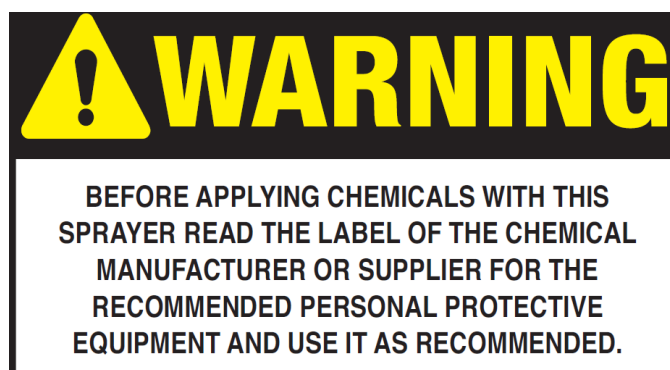 WARNING
BEFORE APPLYING CHEMICALS WITH THIS
SPRAYER READ THE LABEL OF THE CHEMICAL
MANUFACTURER OR SUPPLIER FOR THE
RECOMMENDED PERSONAL PROTECTIVE
EQUIPMENT AND USE IT AS RECOMMENDED.